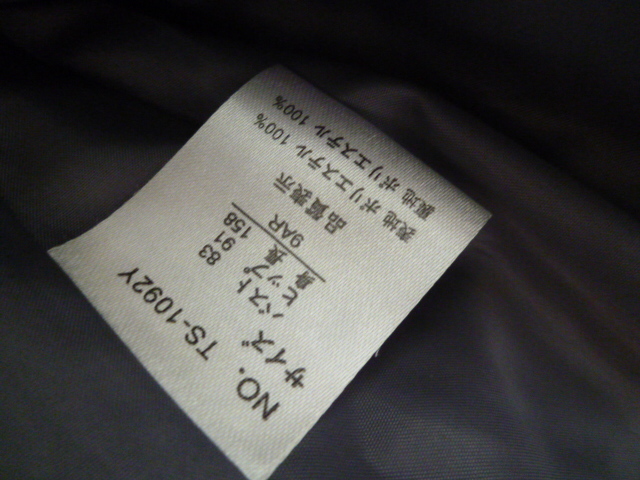 NO. TS-1092Y
サイズ
バスト 83
ヒップ 91
身長 158
9AR
品質表示
表地 ポリエステル 100%
裏地 ポリエステル 100%